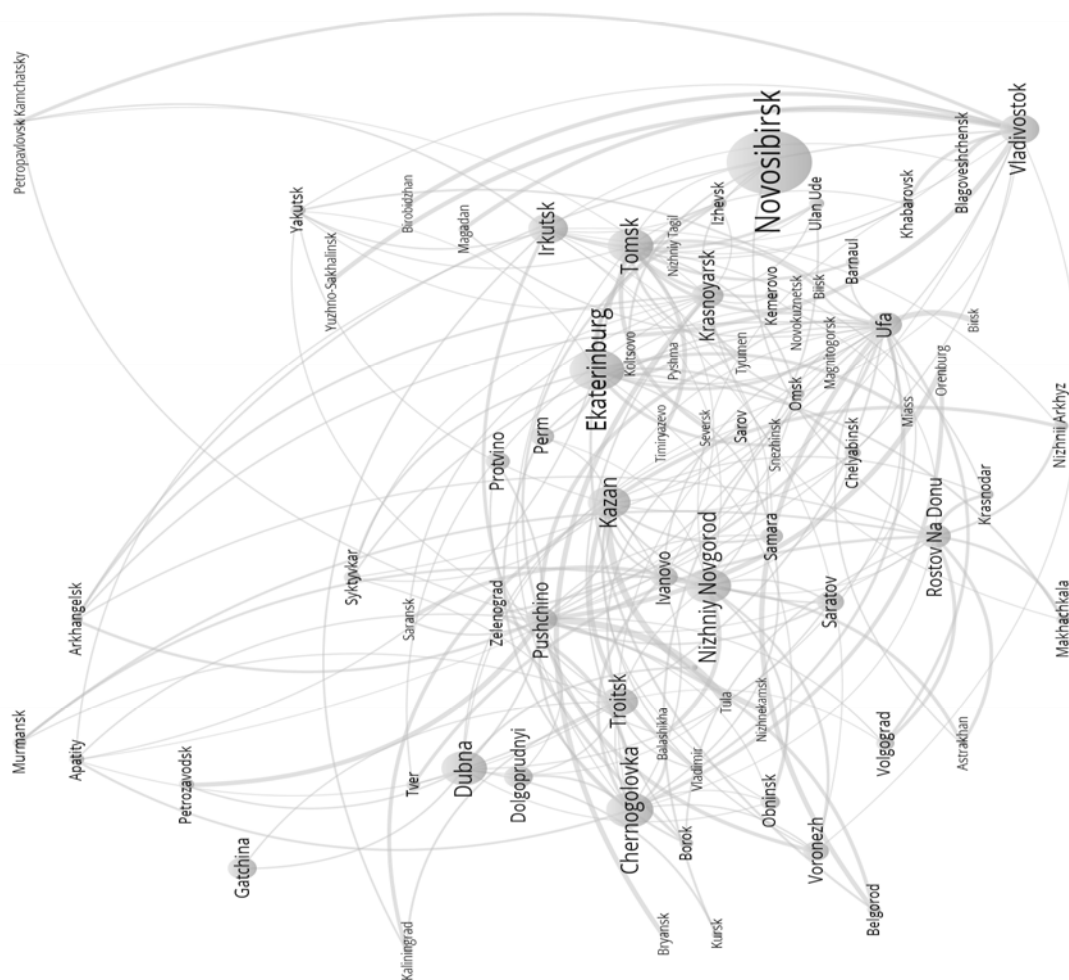 Murmansk
Petropavlovsk Kamchatsky
Apatity
Arkhangelsk
Petrozavodsk
Gatchina
Yakutsk
Yuzhno-Sakhalinsk
Syktyvkar
Kaliningrad
Tver
Saransk
Birobidzhan
Dubna
Magadan
Zelenograd
Protvino
Dolgoprudnyi
Pushchino
Perm
Irkutsk
Ekaterinburg
Kazan
Troitsk
Chernogolovka
Tomsk
Koltsovo
Bryansk
Balashikha
Ivanovo
Timiryazevo
Pyshma
Nizhniy Tagil
Borok
Vladimir
Nizhniy Novgorod
Seversk
Krasnoyarsk
Kursk
Izhevsk
Tula
Sarov
Tyumen
Nizhnekamsk
Obninsk
Samara
Snezhinsk
Kemerovo
Novosibirsk
Omsk
Novokuznetsk
Voronezh
Ulan Ude
Biisk
Saratov
Magnitogorsk
Chelyabinsk
Barnaul
Belgorod
Volgograd
Ufa
Miass
Khabarovsk
Rostov Na Donu
Orenburg
Astrakhan
Blagoveshchensk
Birsk
Krasnodar
Vladivostok
Makhachkala
Nizhnii Arkhyz